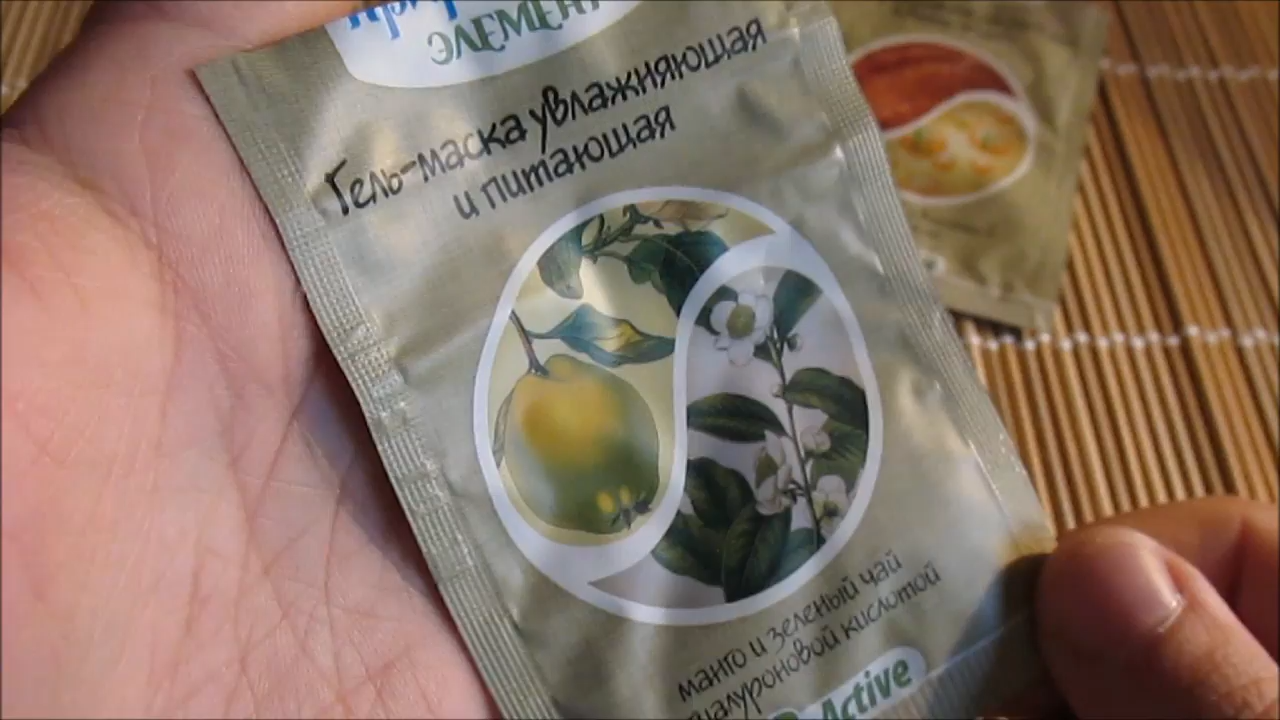 ЭЛЕМЕНТ
Гель-маска увлажняющая
и питающая
манго и зеленый чай
гиалуроновой кислотой
Active